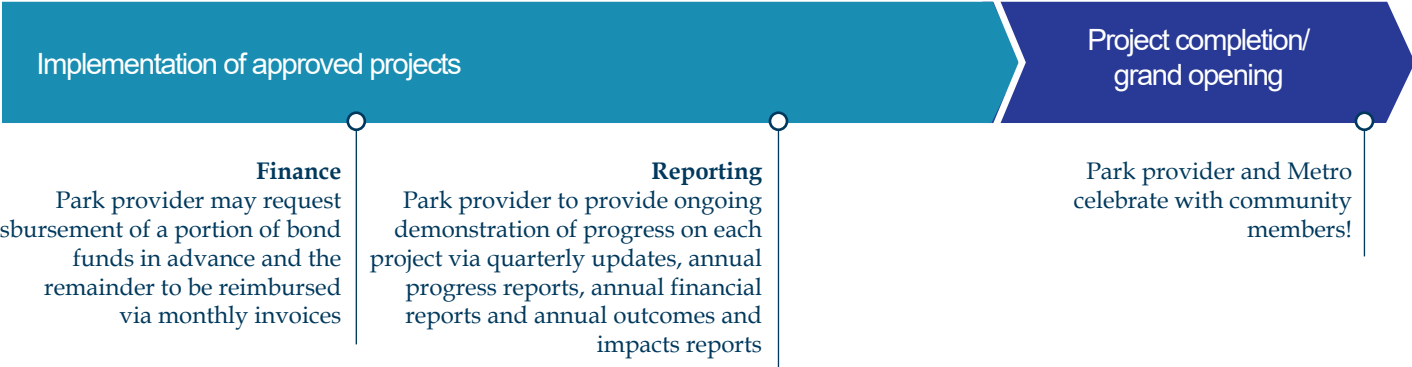 Implementation of approved projects
Project completion/
grand opening
Finance
Park provider may request
sbursement of a portion of bond
funds in advance and the
remainder to be reimbursed
via monthly invoices
Reporting
Park provider to provide ongoing
demonstration of progress on each
project via quarterly updates, annual
progress reports, annual financial
reports and annual outcomes and
impacts reports
Park provider and Metro
celebrate with community
members!